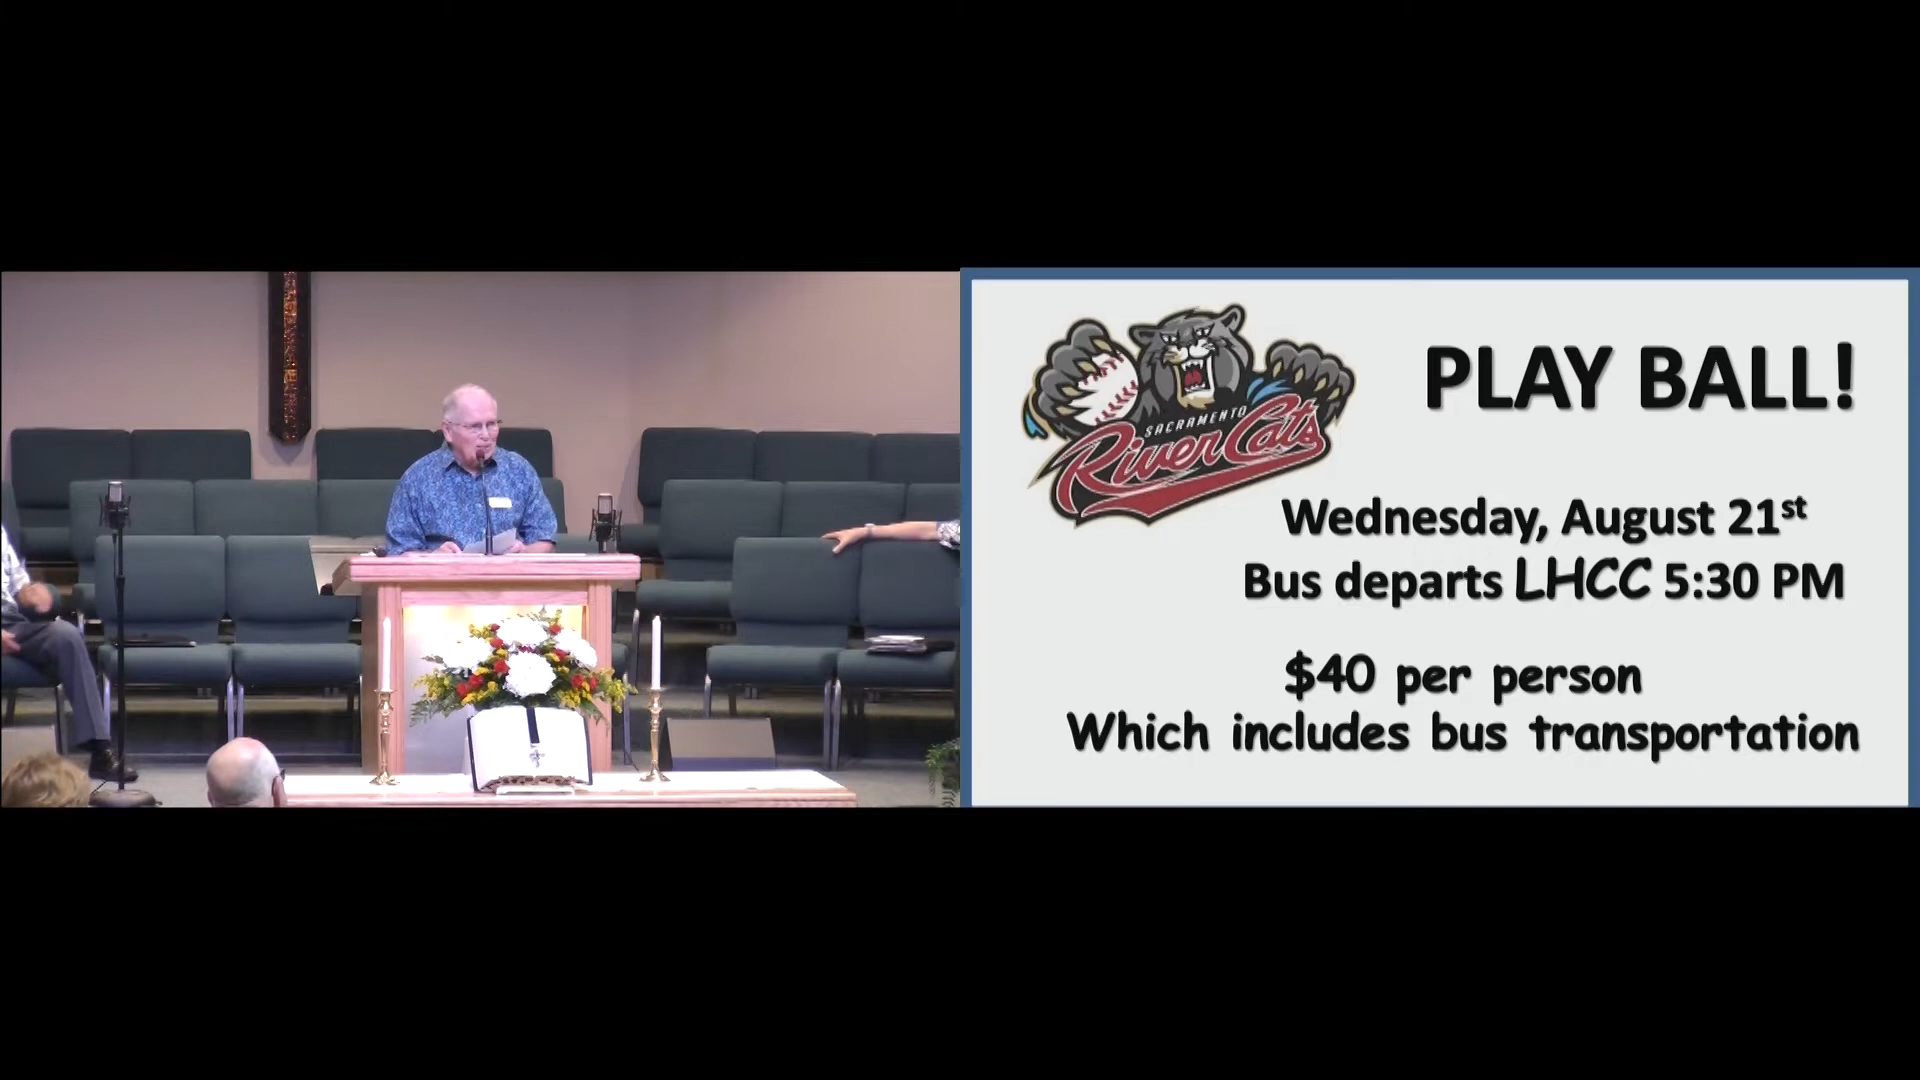 PLAY BALL!
SACRAMENTO
River Cats
Wednesday, August 21st
Bus departs LHCC 5:30 PM
$40 per person
Which includes bus transportation